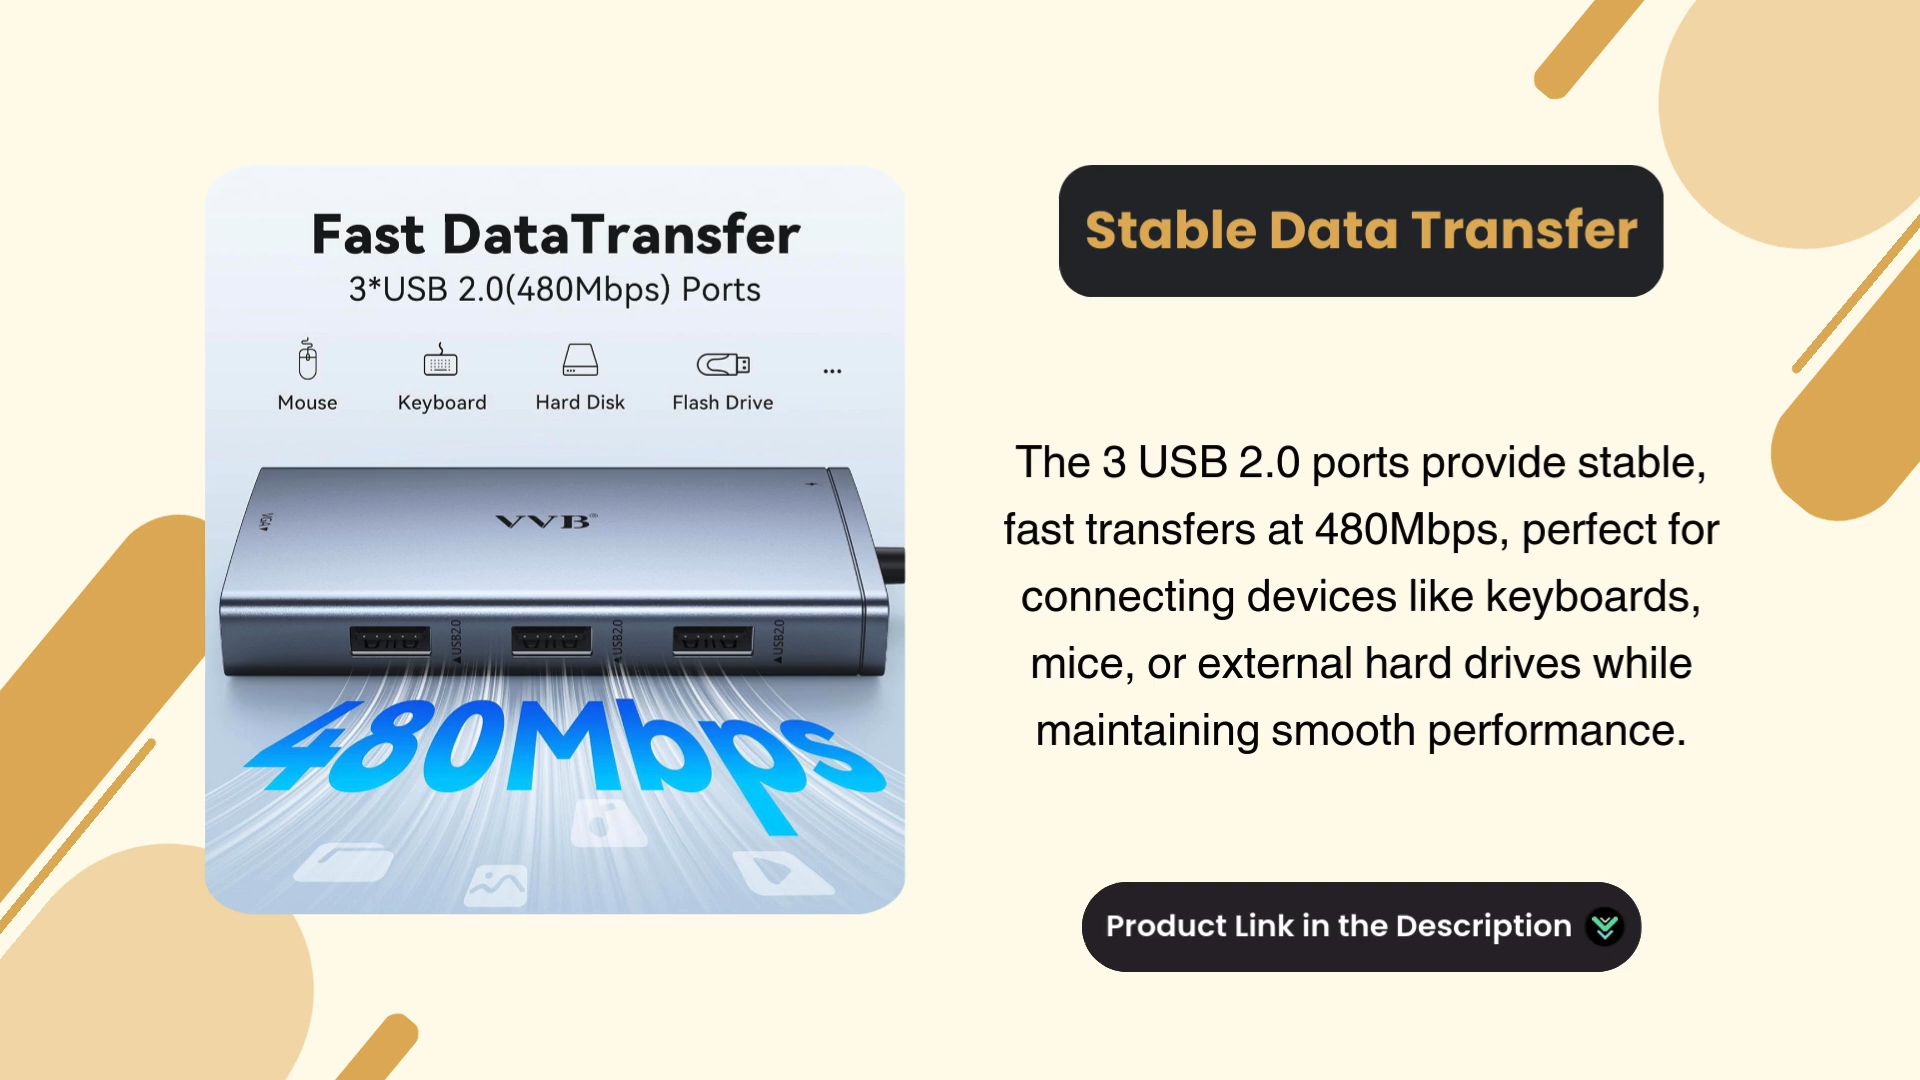 Fast DataTransfer
3*USB 2.0(480Mbps) Ports
Mouse Keyboard Hard Disk Flash Drive ...
VGA
VVB®
USB2.0 USB2.0 USB2.0
480Mbps
Stable Data Transfer
The 3 USB 2.0 ports provide stable,
fast transfers at 480Mbps, perfect for
connecting devices like keyboards,
mice, or external hard drives while
maintaining smooth performance.
Product Link in the Description